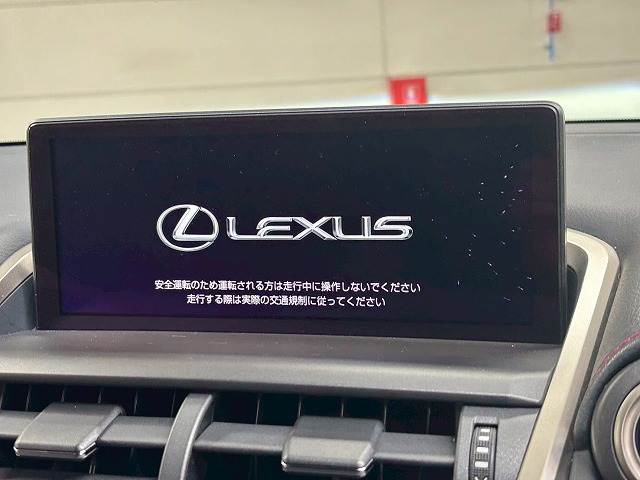 LEXUS
安全運転のため運転される方は走行中に操作しないでください
走行する際は実際の交通規制に従ってください